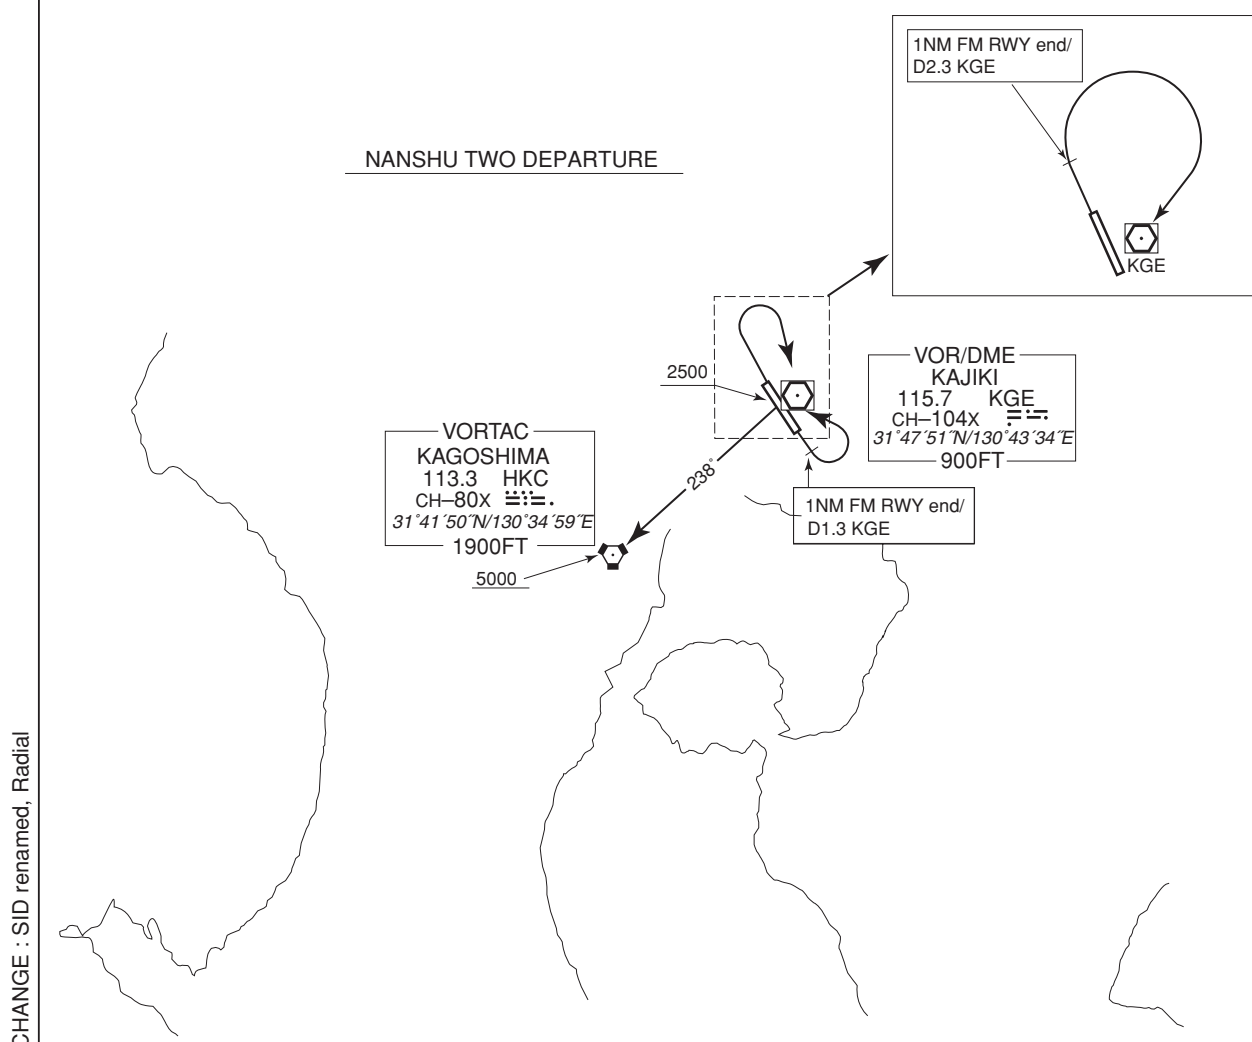 1NM FM RWY end/
D2.3 KGE
KGE
NANSHU TWO DEPARTURE
2500
VOR/DME
KAJIKI
115.7 KGE
CH–104X
31°47´51˝N/130°43´34˝E
900FT
VORTAC
KAGOSHIMA
113.3 HKC
CH–80X
31°41´50˝N/130°34´59˝E
1900FT
238°
1NM FM RWY end/
D1.3 KGE
5000
CHANGE : SID renamed, Radial